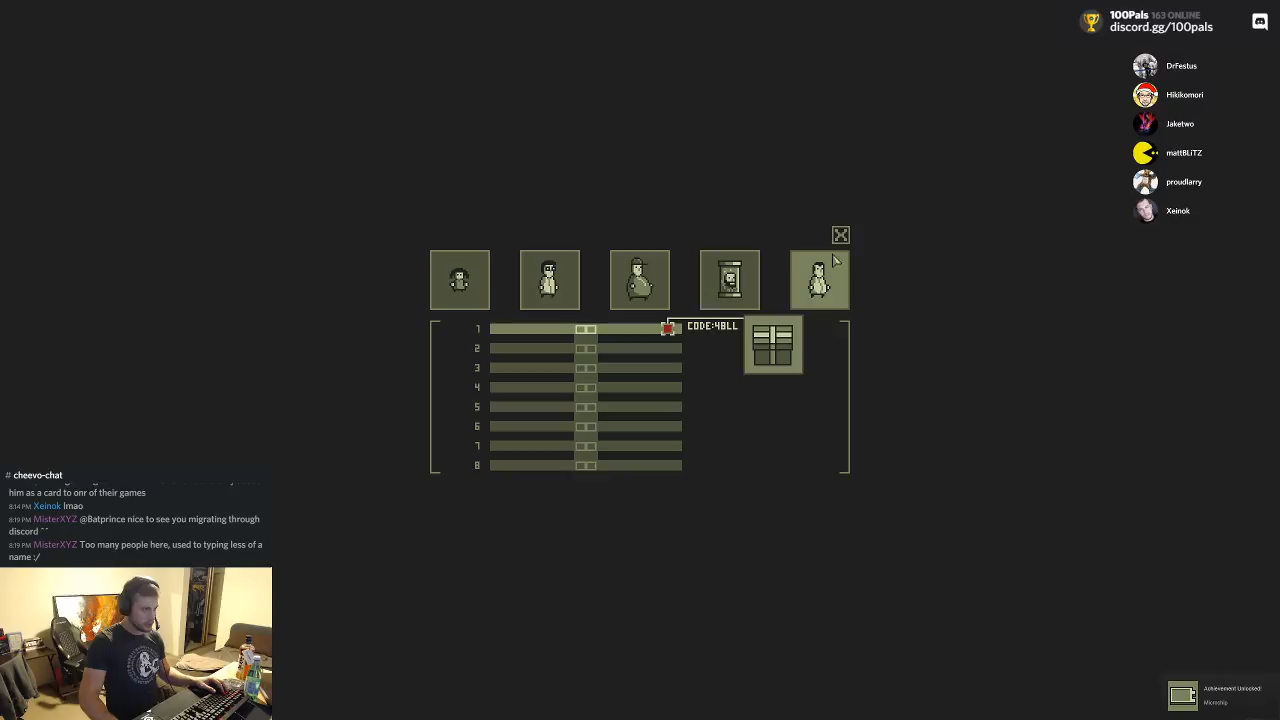 100Pals 163 ONLINE
discord.gg/100pals
DrFestus
Hikikomori
Jaketwo
mattBLiTZ
proudlarry
Xeinok
1
CODE:4BLL
2
3
4
5
6
7
8
# cheevo-chat
him as a card to onr of their games
8:14 PM Xeinok lmao
8:19 PM MisterXYZ @Batprince nice to see you migrating through
discord ^^
8:19 PM MisterXYZ Too many people here, used to typing less of a
name :/
Achievement Unlocked!
Microchip